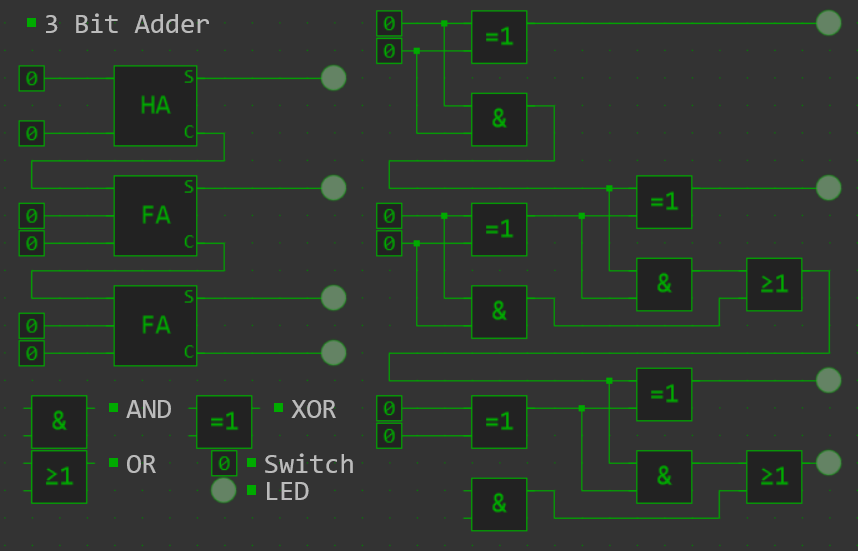 3 Bit Adder
0 HA S C
0
FA S C
0
0
FA S C
0
0
& AND =1 XOR
≥1 OR 0 Switch
LED
0 =1
0
&
=1
0 =1
0
& ≥1
&
=1
0 =1
0
& ≥1
&